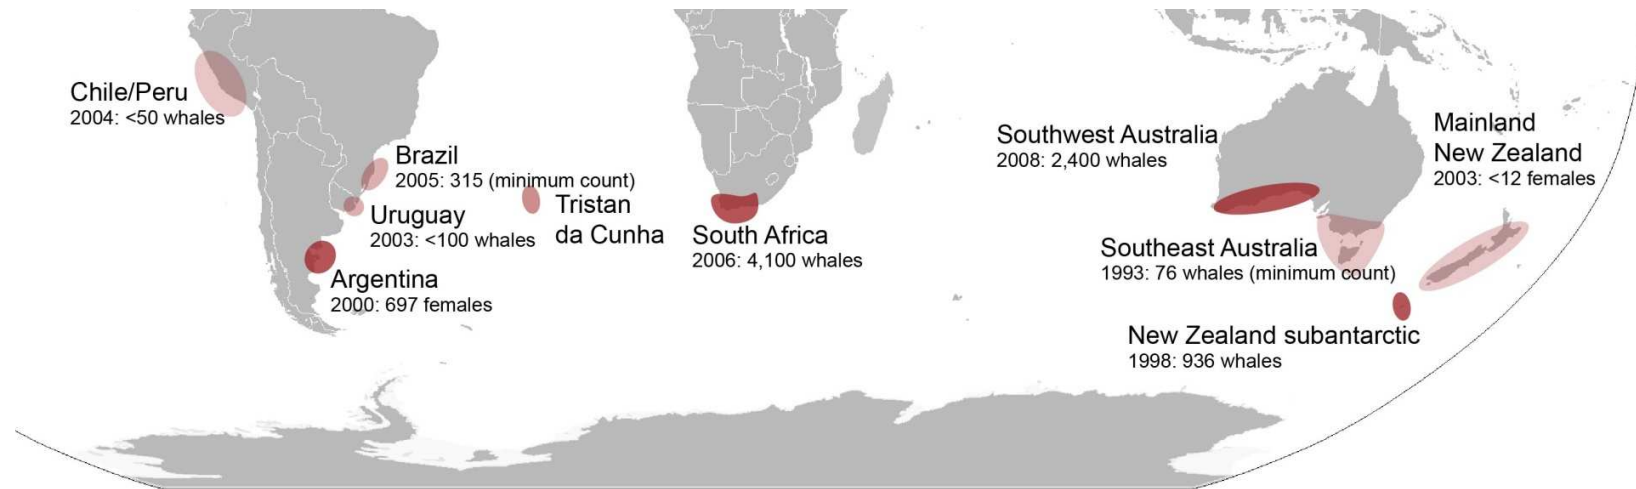 Chile/Peru
2004: <50 whales
Brazil
2005: 315 (minimum count)
Uruguay
2003: <100 whales
Argentina
2000: 697 females
Tristan
da Cunha
South Africa
2006: 4,100 whales
Southwest Australia
2008: 2,400 whales
Mainland
New Zealand
2003: <12 females
Southeast Australia
1993: 76 whales (minimum count)
New Zealand subantarctic
1998: 936 whales